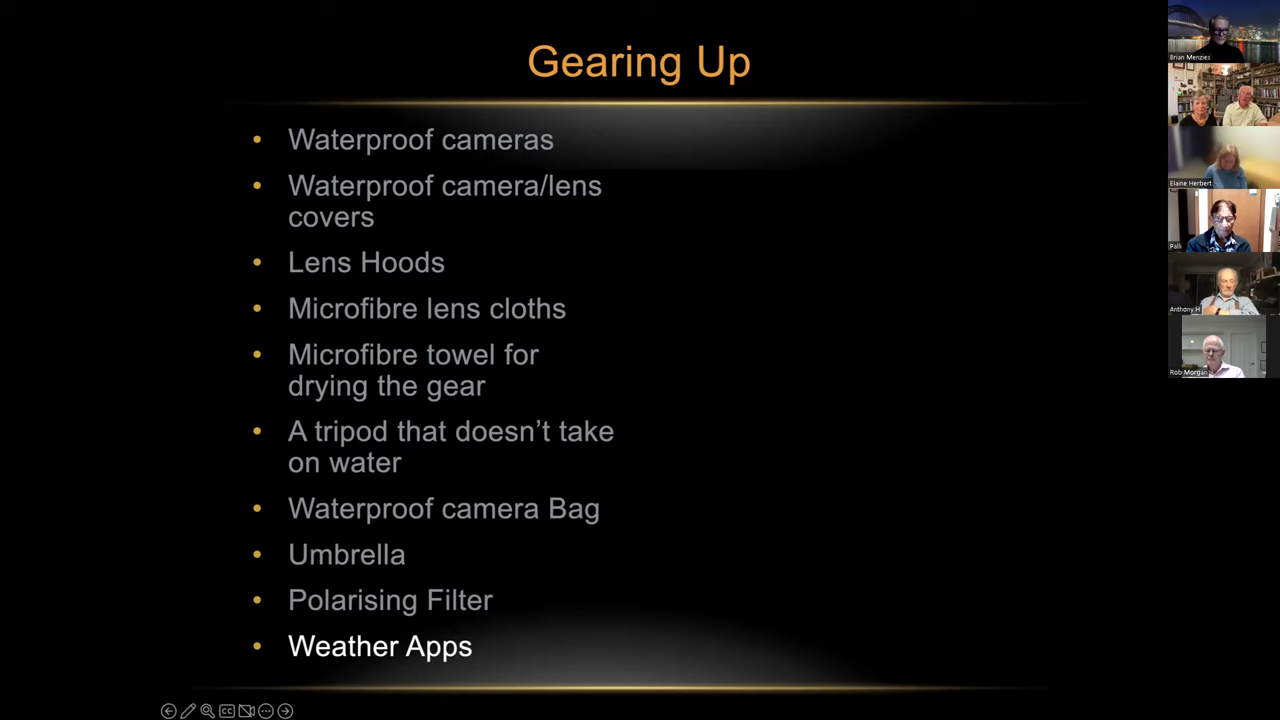 Gearing Up
• Waterproof cameras
• Waterproof camera/lens
covers
• Lens Hoods
• Microfibre lens cloths
• Microfibre towel for
drying the gear
• A tripod that doesn’t take
on water
• Waterproof camera Bag
• Umbrella
• Polarising Filter
• Weather Apps
Brian Menzies
Elaine Herbert
Palli
Anthony H
Rob Morgan
CC